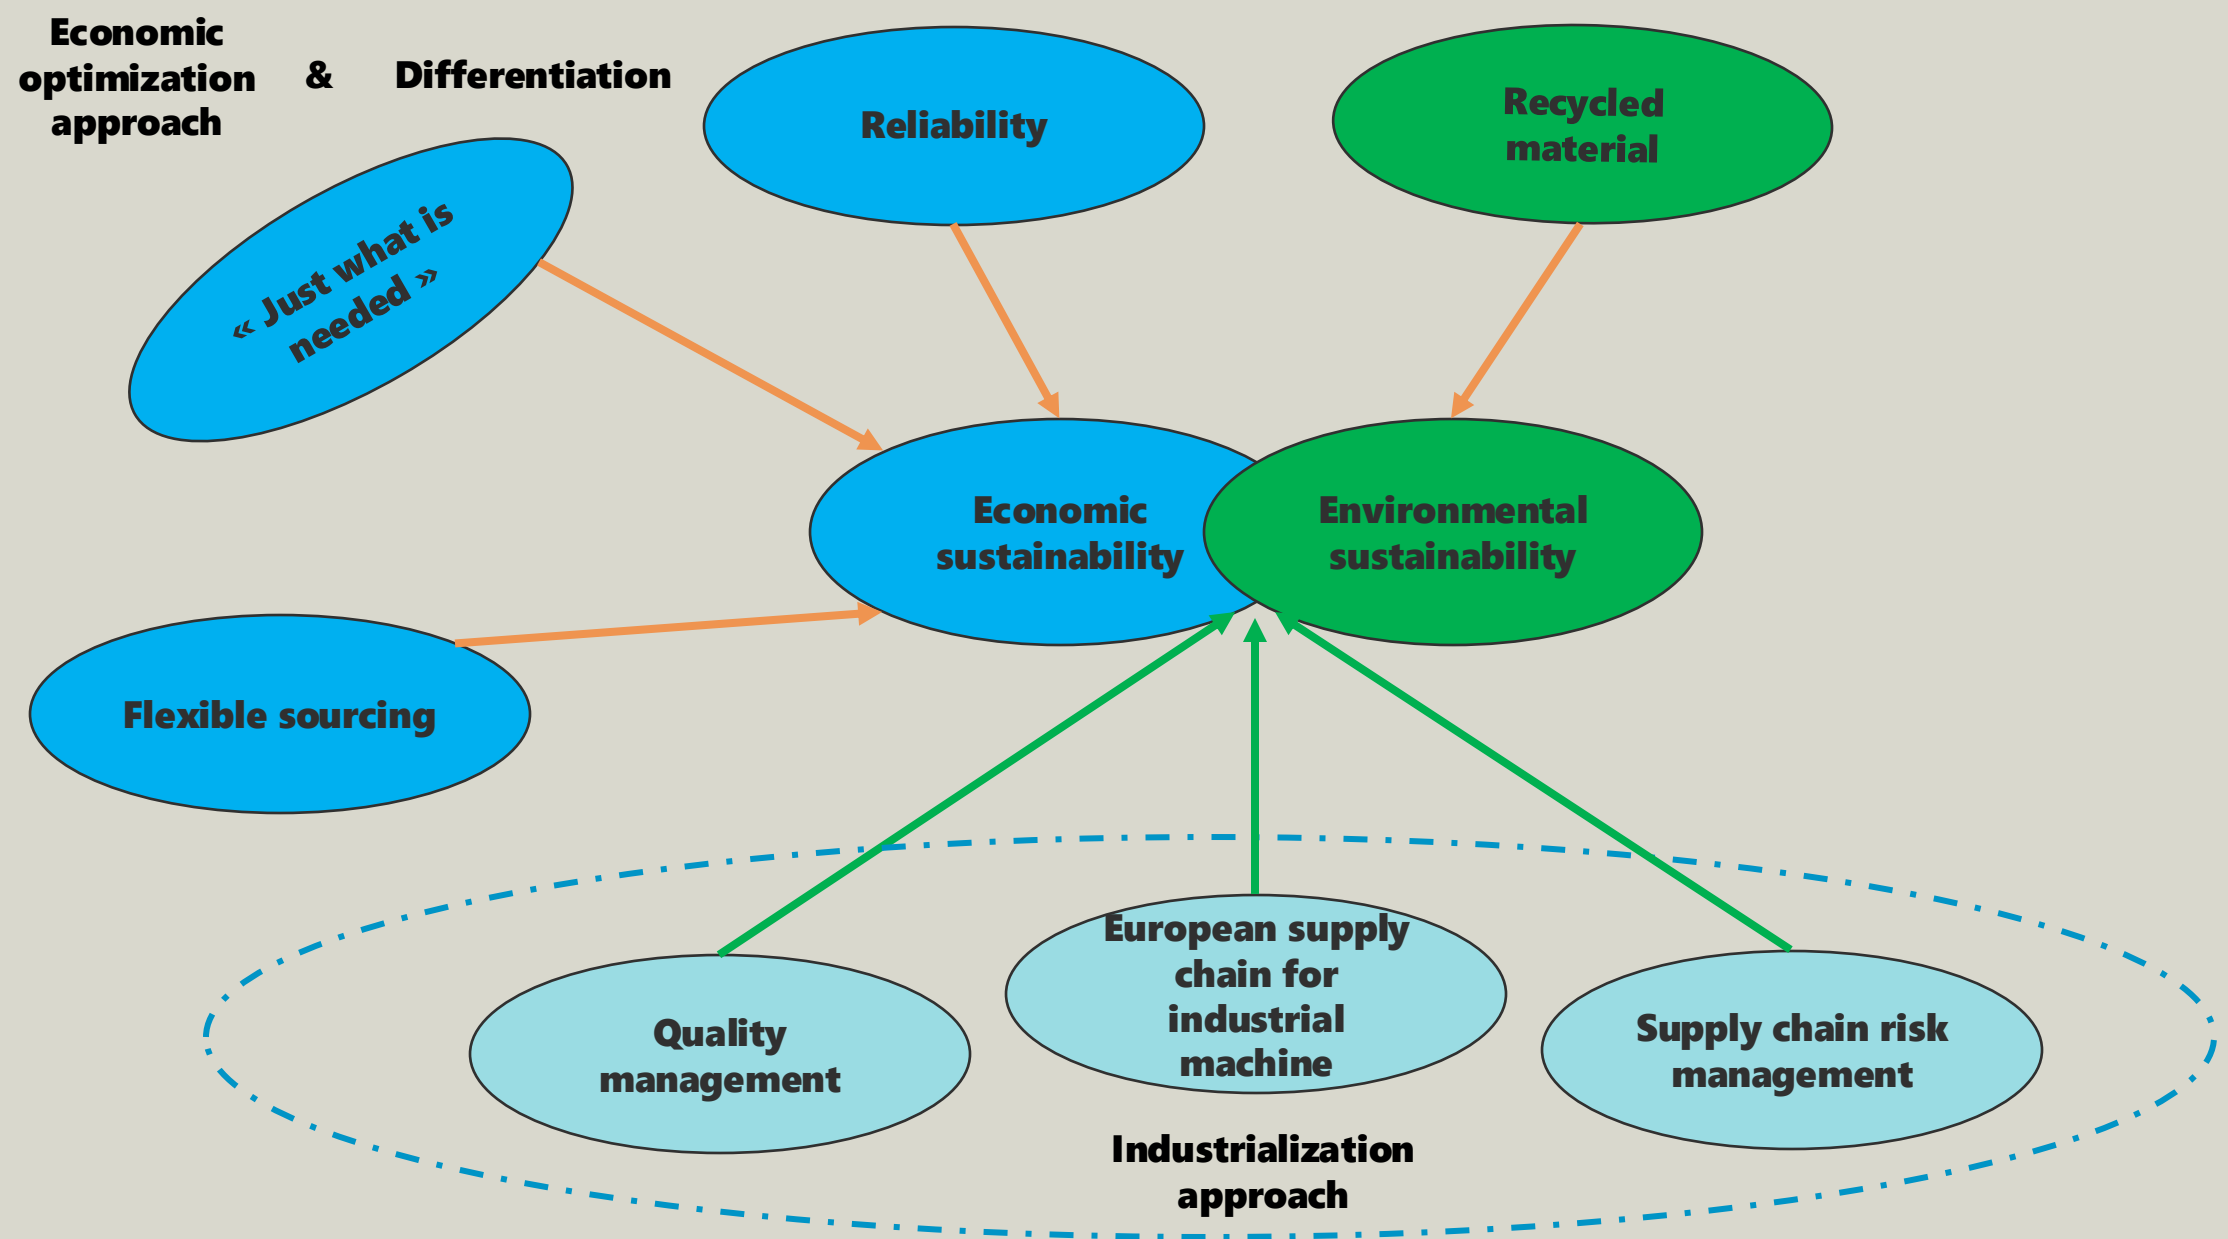 Economic
optimization
approach
&
Differentiation
Reliability
Recycled
material
« Just what is
needed »
Economic
sustainability
Environmental
sustainability
Flexible sourcing
European supply
chain for
industrial
machine
Quality
management
Supply chain risk
management
Industrialization
approach